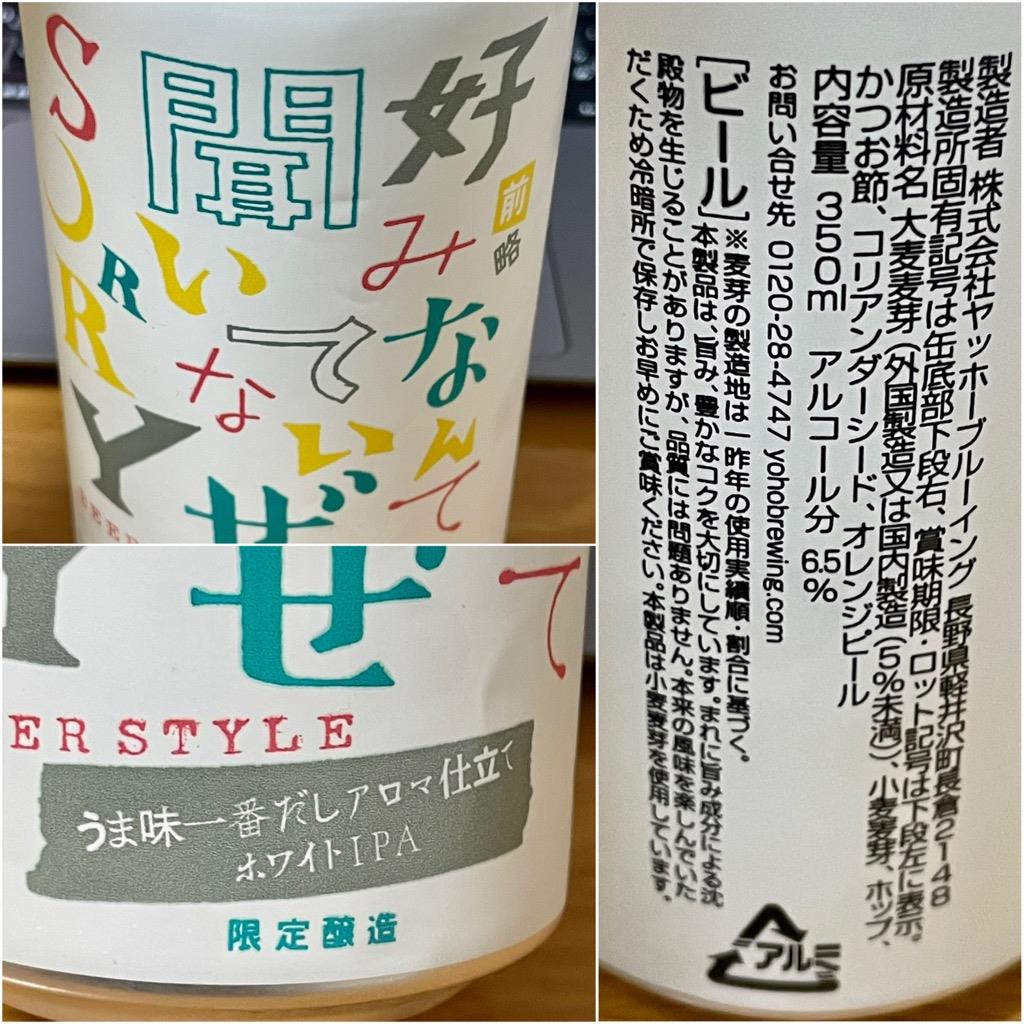 前略
好みなんて
聞いてないぜ
SORRY
BEER
ぜて
ER STYLE
うま味一番だしアロマ仕立て
ホワイトIPA
限定醸造
製造者 株式会社ヤッホーブルーイング 長野県軽井沢町長倉2148
製造所固有記号は缶底部下段右、賞味期限・ロット記号は下段左に表示。
原材料名 大麦麦芽(外国製造又は国内製造(5%未満)、小麦麦芽、ホップ、
かつお節、コリアンダーシード、オレンジピール
内容量 350ml アルコール分 6.5%
お問い合せ先 0120-28-4747 yohobrewing.com
[ビール]※麦芽の製造地は一昨年の使用実績順・割合に基づく。
本製品は、旨み、豊かなコクを大切にしています。まれに旨み成分による沈
殿物を生じることがありますが、品質には問題ありません。本来の風味を楽しんでいた
だくため冷暗所で保存しお早めにご賞味ください。本製品は小麦麦芽を使用しています。
アルミ